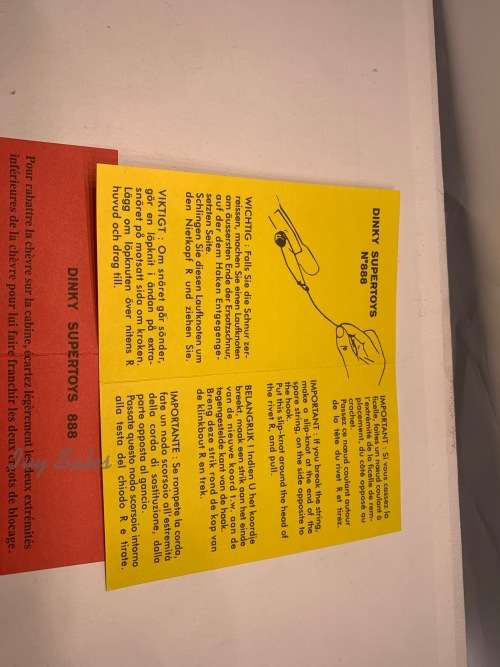 DINKY SUPERTOYS
N°888
IMPORTANT : Si vous cassez la
ficelle, faites un nœud coulant à
l'extrémité de la ficelle de rem-
placement, du côté opposé au
crochet.
Passez ce nœud coulant autour
de la tête du rivet R et tirez.
IMPORTANT : If you break the string,
make a slip-knot at the end of the
spare string, on the side opposite to
the hook.
Put this slip-knot around the head of
the rivet R, and pull.
WICHTIG : Falls Sie die Schnur zer-
reissen, machen Sie einen Laufknoten
am äussersten Ende der Ersatzschnur,
auf der dem Haken Entgegenge-
setzten Seite.
Schlingen Sie diesen Laufknoten um
den Nietkopf R und ziehen Sie.
BELANGRIJK ! Indien U het koordje
breekt, maak een strik aan het einde
van de nieuwe koord t.w. aan de
tegengestelde kant van de haak.
Breng deze strik rond de kop van
de klinkbout R en trek.
VIKTIGT : Om snöret går sönder,
gör en löpknil i ändan på extra-
snöret på motsatt sida om kroken.
Lägg om löpknuten över nitens R
huvud och drag till.
IMPORTANTE : Se rompete la corda,
fate un nodo scorsoio all'estremità
della corda di sostituzione, dalla
parte opposta al gancio.
Passate questo nodo scorsoio intorno
alla testa del chiodo R e tirate.
DINKY SUPERTOYS 888
Pour rabattre la chèvre sur la cabine, écartez légèrement les deux extrémités
inférieures de la chèvre pour lui faire franchir les deux ergots de blocage.